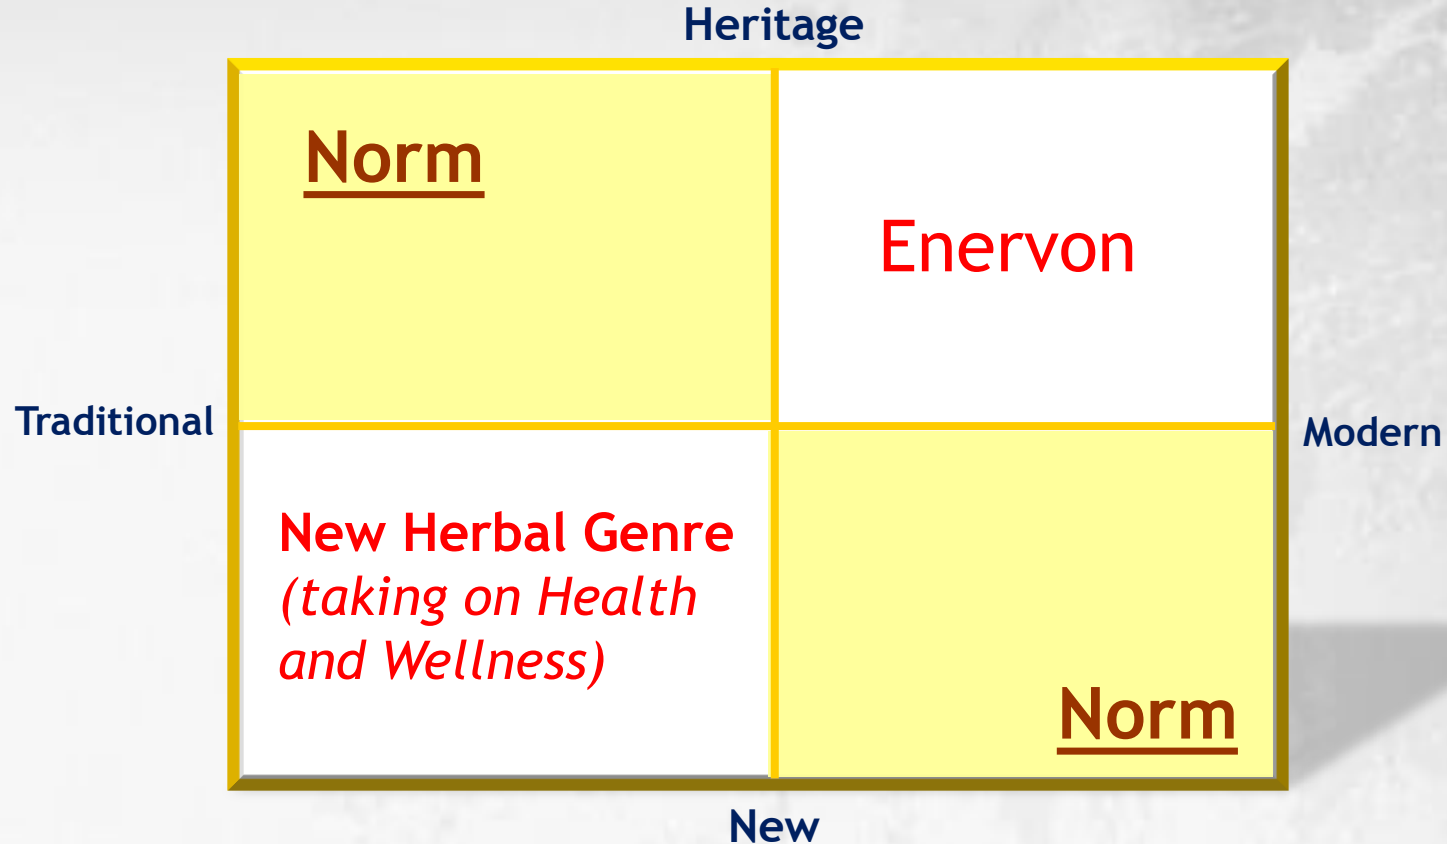 Heritage
Norm
Enervon
Traditional
Modern
New Herbal Genre
(taking on Health
and Wellness)
Norm
New